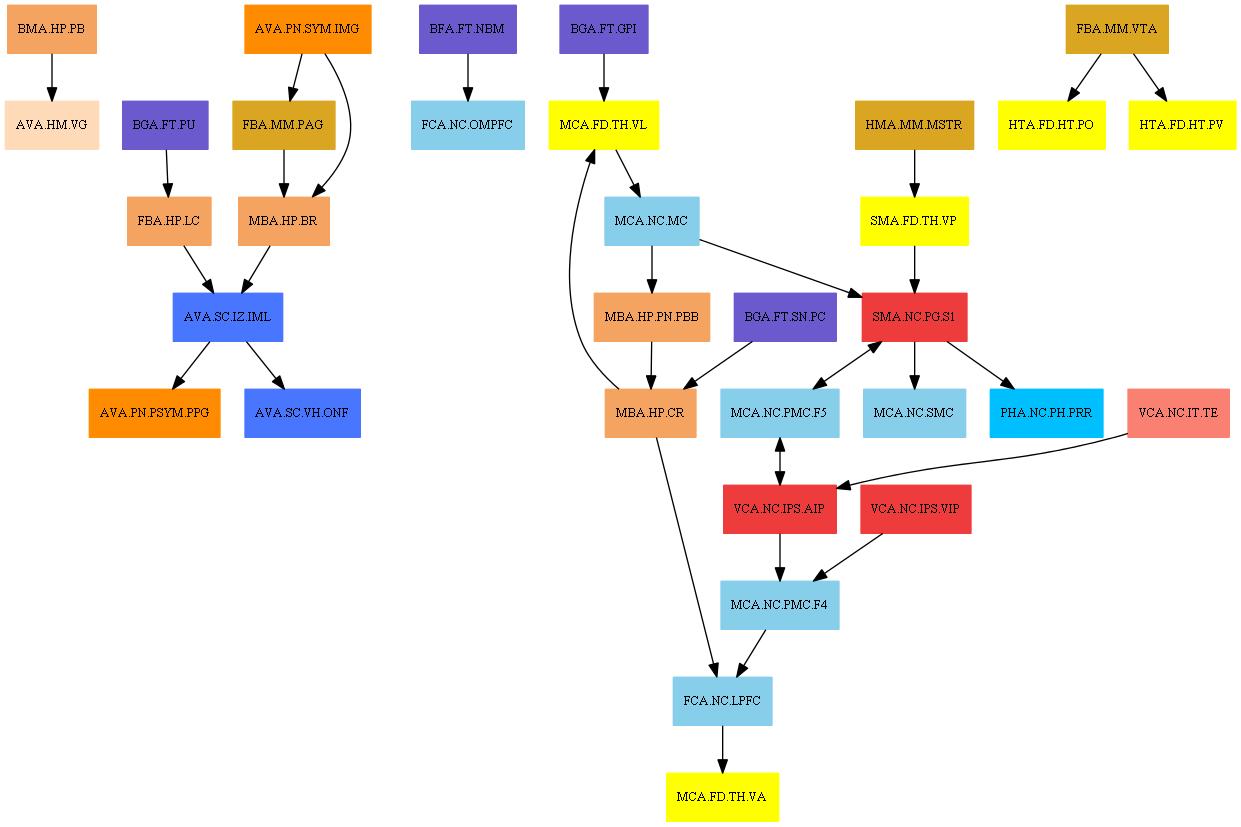 BMA.HP.PB
AVA.PN.SYM.IMG
BFA.FT.NBM
BGA.FT.GPI
FBA.MM.VTA
AVA.HM.VG
BGA.FT.PU
FBA.MM.PAG
FCA.NC.OMPFC
MCA.FD.TH.VL
HMA.MM.MSTR
HTA.FD.HT.PO
HTA.FD.HT.PV
FBA.HP.LC
MBA.HP.BR
MCA.NC.MC
SMA.FD.TH.VP
AVA.SC.IZ.IML
MBA.HP.PN.PBB
BGA.FT.SN.PC
SMA.NC.PG.S1
AVA.PN.PSYM.PPG
AVA.SC.VH.ONF
MBA.HP.CR
MCA.NC.PMC.F5
MCA.NC.SMC
PHA.NC.PH.PRR
VCA.NC.IT.TE
VCA.NC.IPS.AIP
VCA.NC.IPS.VIP
MCA.NC.PMC.F4
FCA.NC.LPFC
MCA.FD.TH.VA